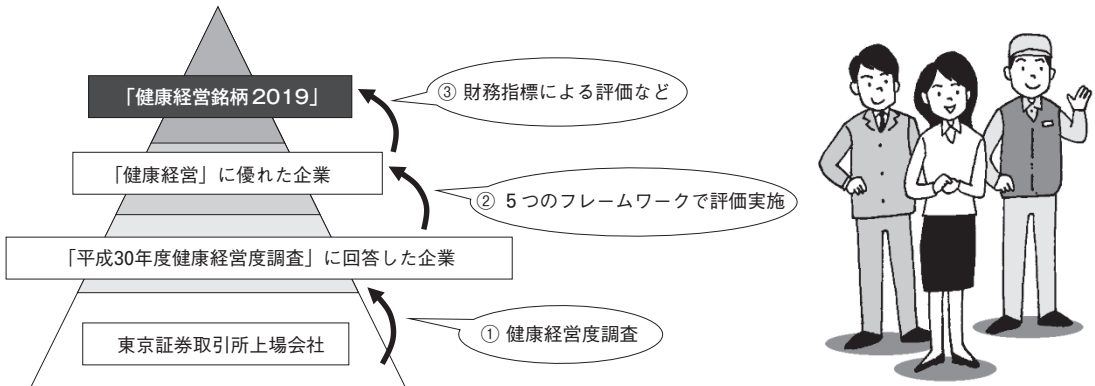 「健康経営銘柄2019」
③ 財務指標による評価など
「健康経営」に優れた企業
② 5つのフレームワークで評価実施
「平成30年度健康経営度調査」に回答した企業
① 健康経営度調査
東京証券取引所上場会社